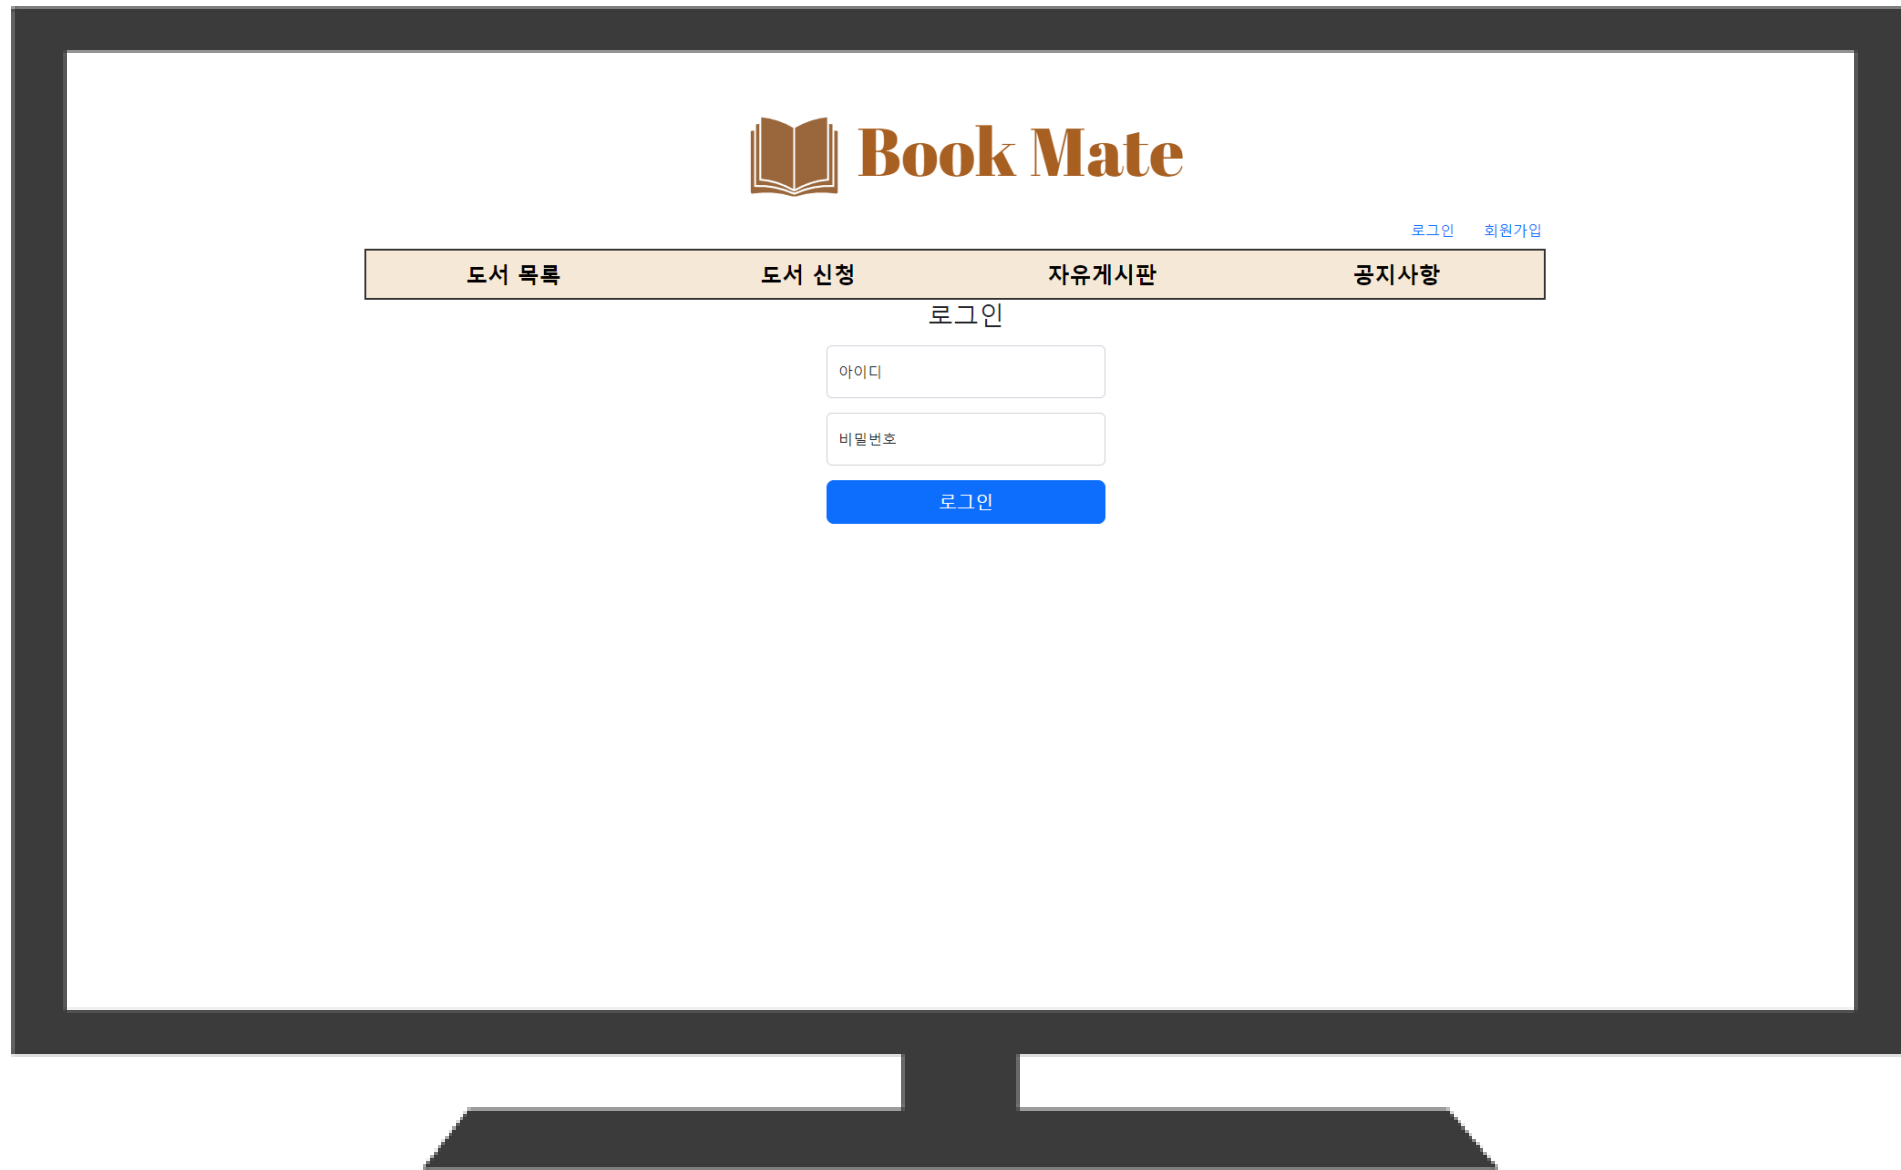 Book Mate
로그인 회원가입
도서 목록 도서 신청 자유게시판 공지사항
로그인
아이디
비밀번호
로그인